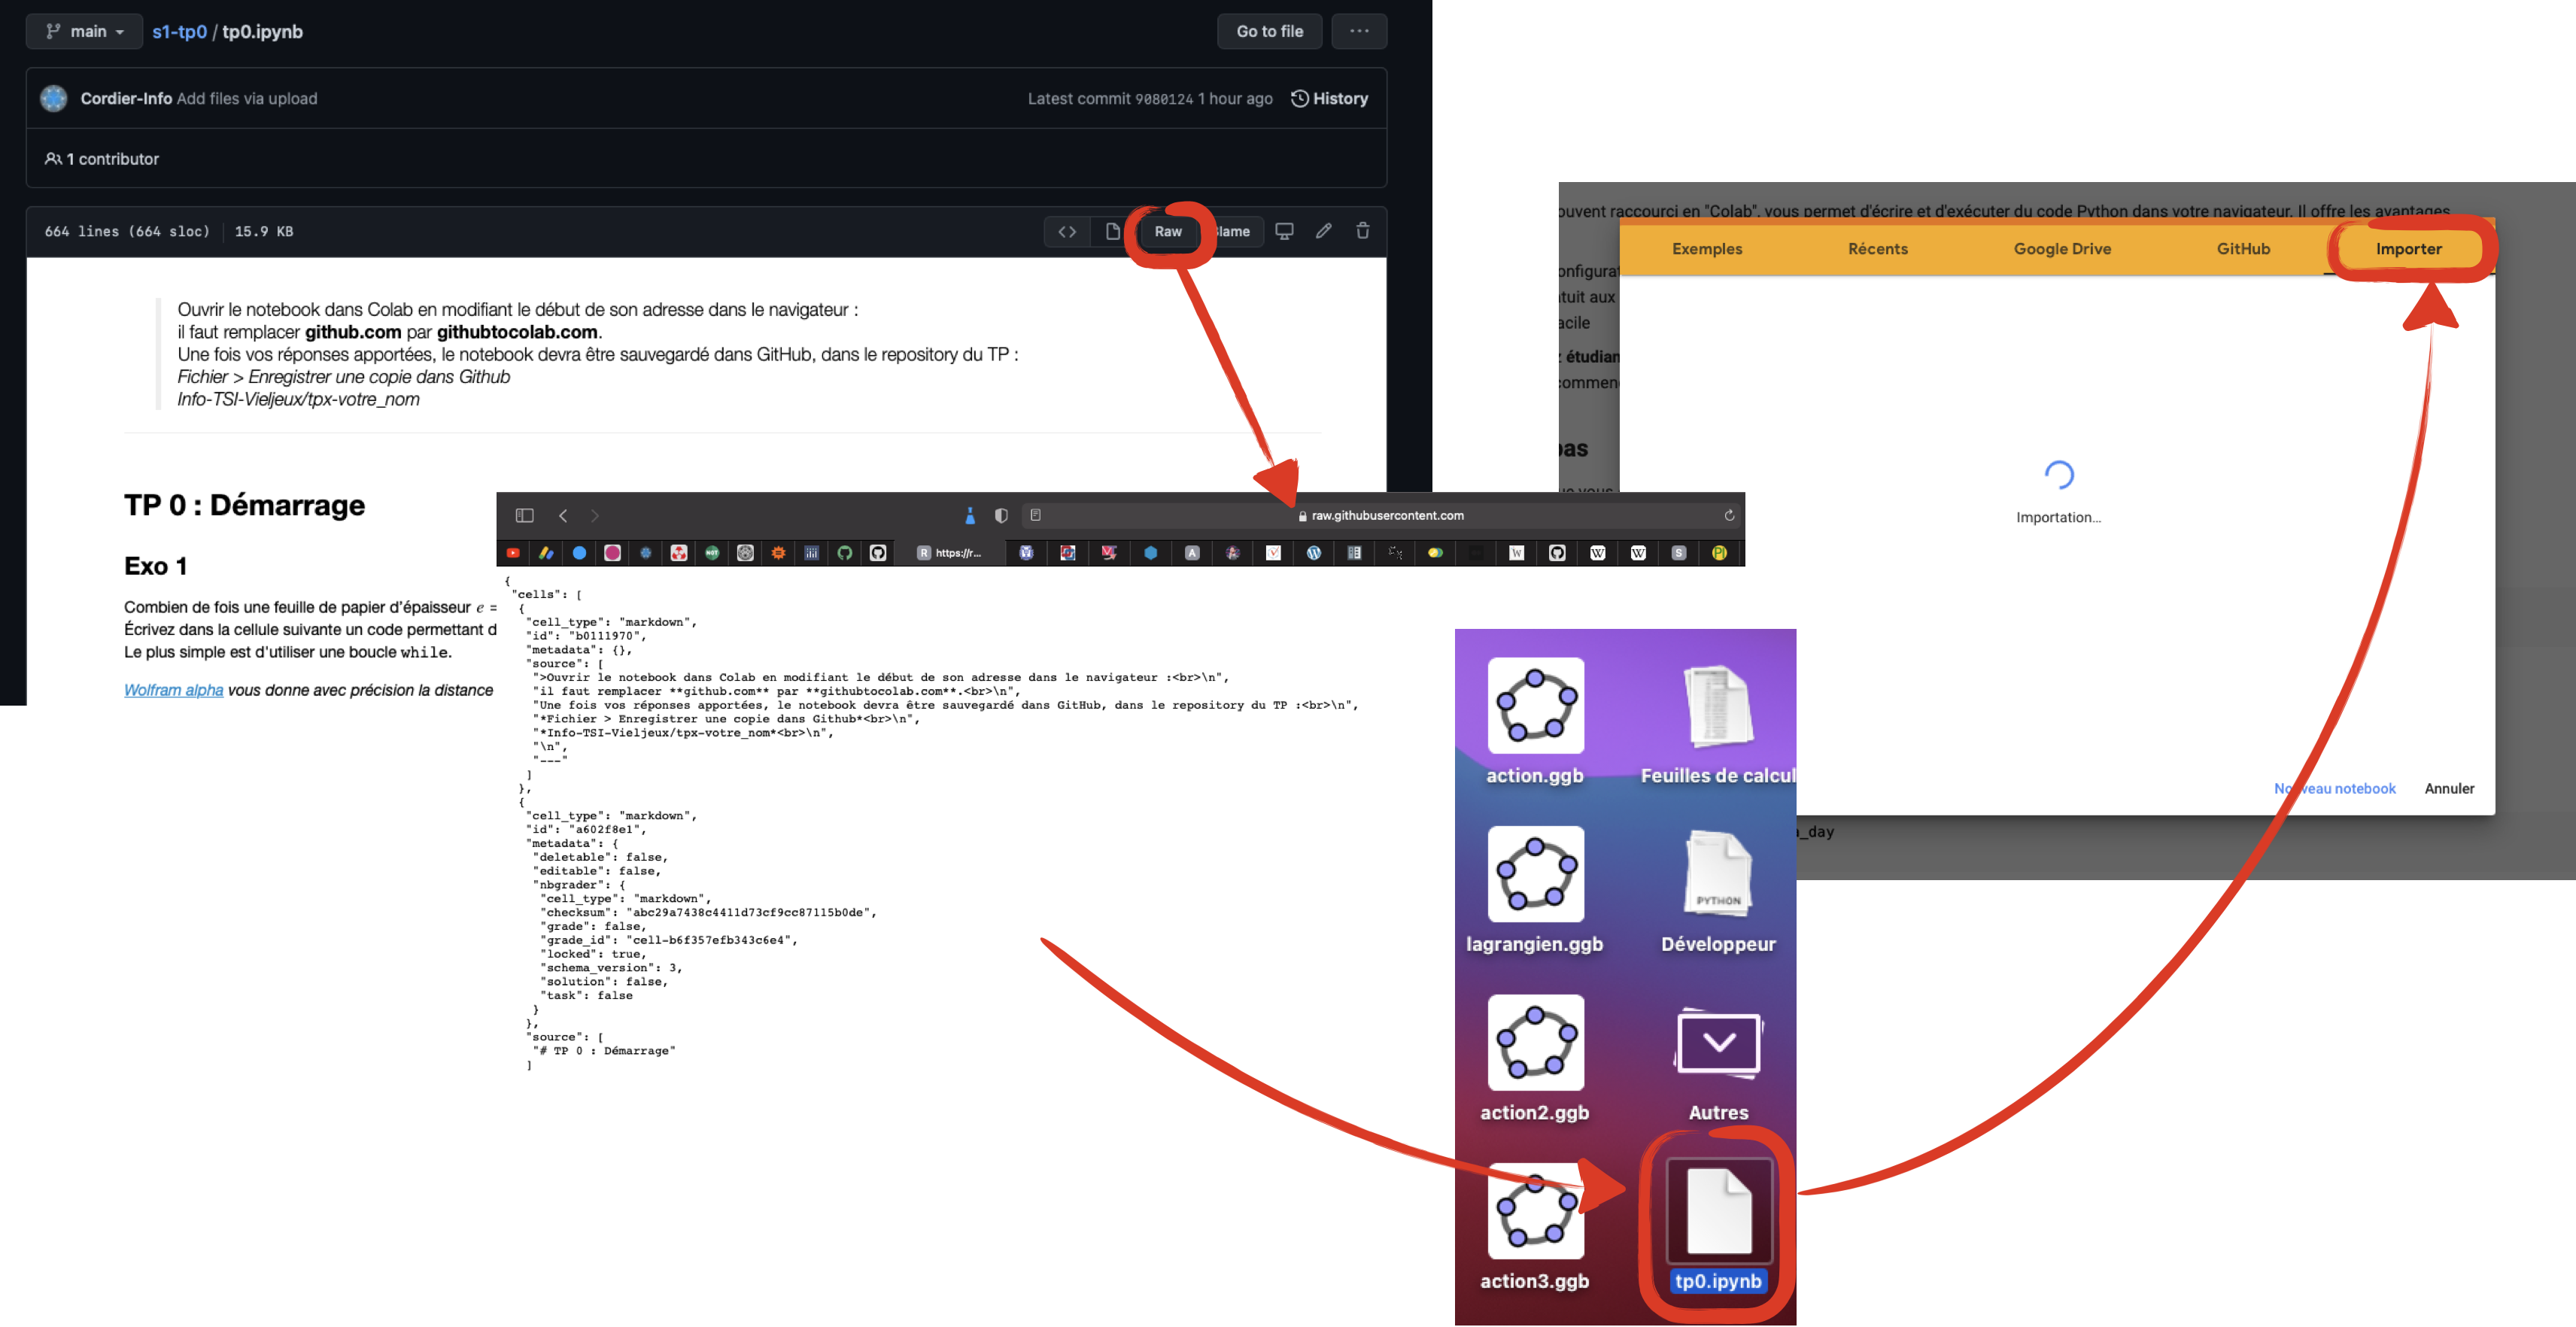 main
s1-tp0 / tp0.ipynb
Go to file
Cordier-Info Add files via upload
Latest commit 9080124 1 hour ago
History
1 contributor
664 lines (664 sloc)
15.9 KB
Raw
lame
Ouvrir le notebook dans Colab en modifiant le début de son adresse dans le navigateur :
il faut remplacer github.com par githubtocolab.com.
Une fois vos réponses apportées, le notebook devra être sauvegardé dans GitHub, dans le repository du TP :
Fichier > Enregistrer une copie dans Github
Info-TSI-Vieljeux/tpx-votre_nom
TP 0 : Démarrage
Exo 1
Combien de fois une feuille de papier d'épaisseur e =
Écrivez dans la cellule suivante un code permettant d
Le plus simple est d'utiliser une boucle while.
Wolfram alpha vous donne avec précision la distance
raw.githubusercontent.com
R https://r...
{
"cells": [
{
"cell_type": "markdown",
"id": "b0111970",
"metadata": {},
"source": [
">Ouvrir le notebook dans Colab en modifiant le début de son adresse dans le navigateur :<br>\n",
"il faut remplacer **github.com** par **githubtocolab.com**.<br>\n",
"Une fois vos réponses apportées, le notebook devra être sauvegardé dans GitHub, dans le repository du TP :<br>\n",
"*Fichier > Enregistrer une copie dans Github*<br>\n",
"*Info-TSI-Vieljeux/tpx-votre_nom*<br>\n",
"\n",
"---"
]
},
{
"cell_type": "markdown",
"id": "a602f8e1",
"metadata": {
"deletable": false,
"editable": false,
"nbgrader": {
"cell_type": "markdown",
"checksum": "abc29a7438c4411d73cf9cc87115b0de",
"grade": false,
"grade_id": "cell-b6f357efb343c6e4",
"locked": true,
"schema_version": 3,
"solution": false,
"task": false
}
},
"source": [
"# TP 0 : Démarrage"
]
action.ggb
Feuilles de calcul
lagrangien.ggb
PYTHON
Développeur
action2.ggb
Autres
action3.ggb
tp0.ipynb
ouvent raccourci en "Colab", vous permet d'écrire et d'exécuter du code Python dans votre navigateur. Il offre les avantages
Exemples
Récents
Google Drive
GitHub
Importer
onfigurat
tuit aux
acile
étudian
commen
pas
Importation...
Nouveau notebook
Annuler
_day